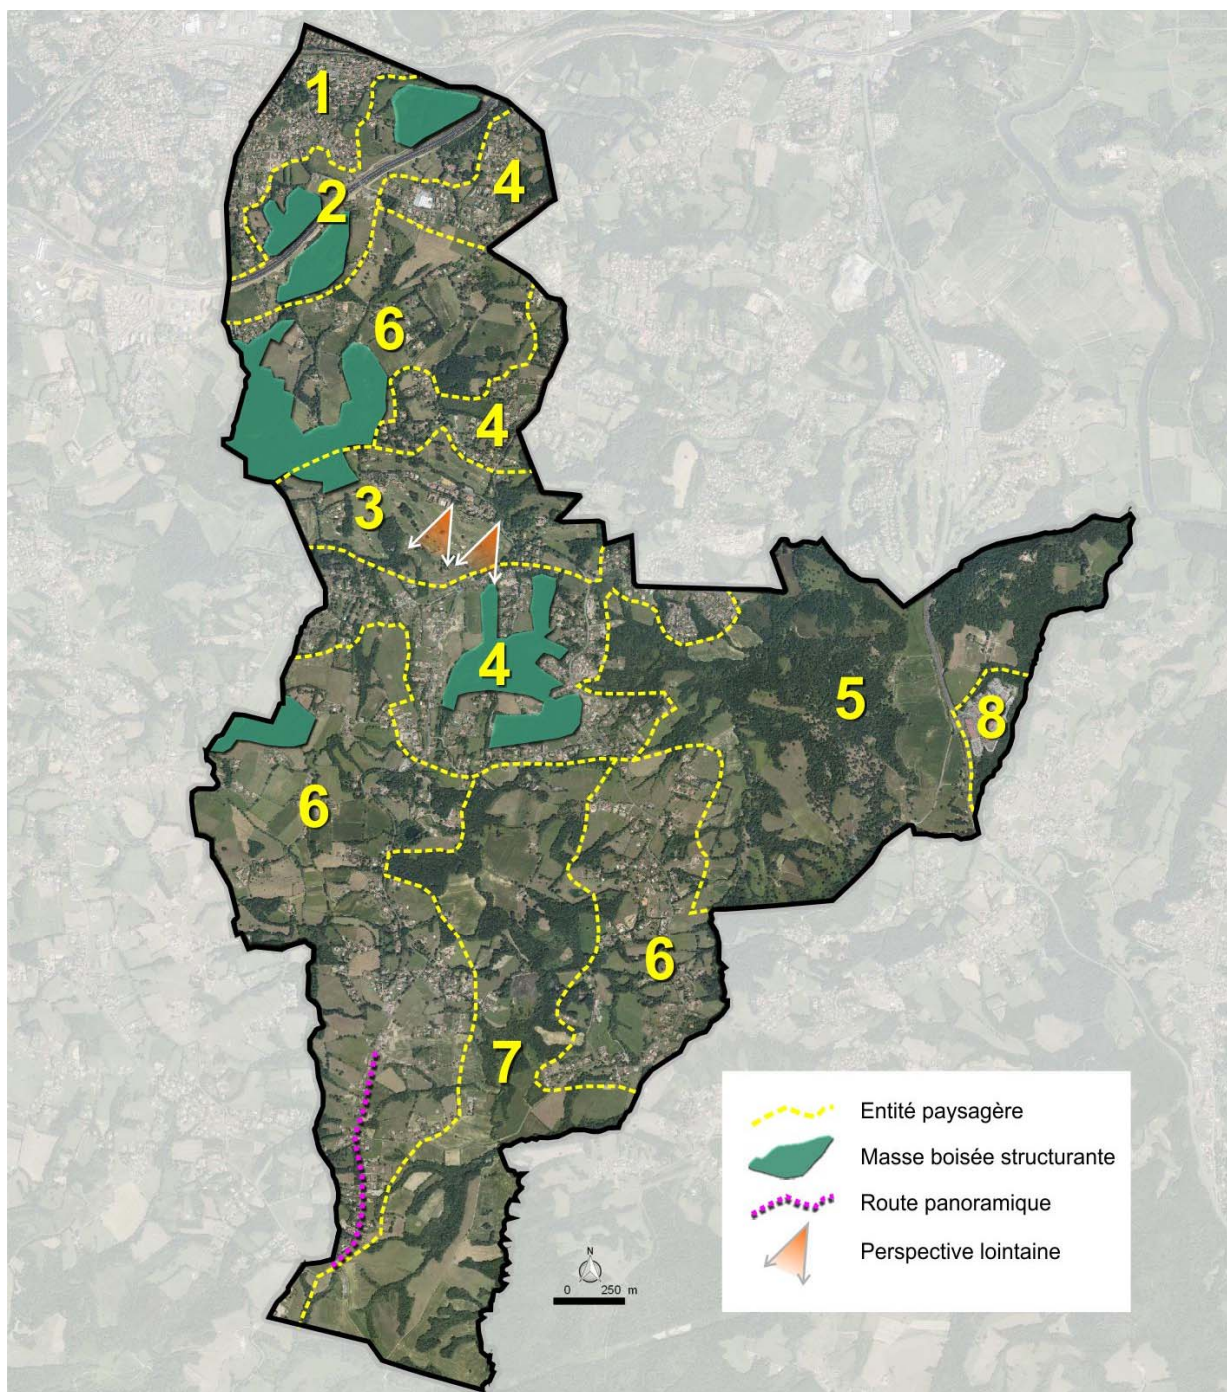 1
2
4
6
4
3
4
5
8
6
6
7
Entité paysagère
Masse boisée structurante
Route panoramique
Perspective lointaine
N
0 250 m